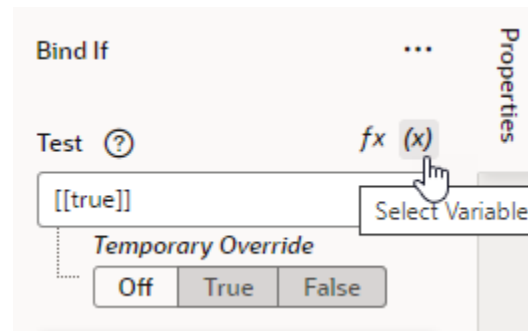 Bind If
...
Properties
Test ?
fx (x)
[[true]]
Select Variable
Temporary Override
Off True False